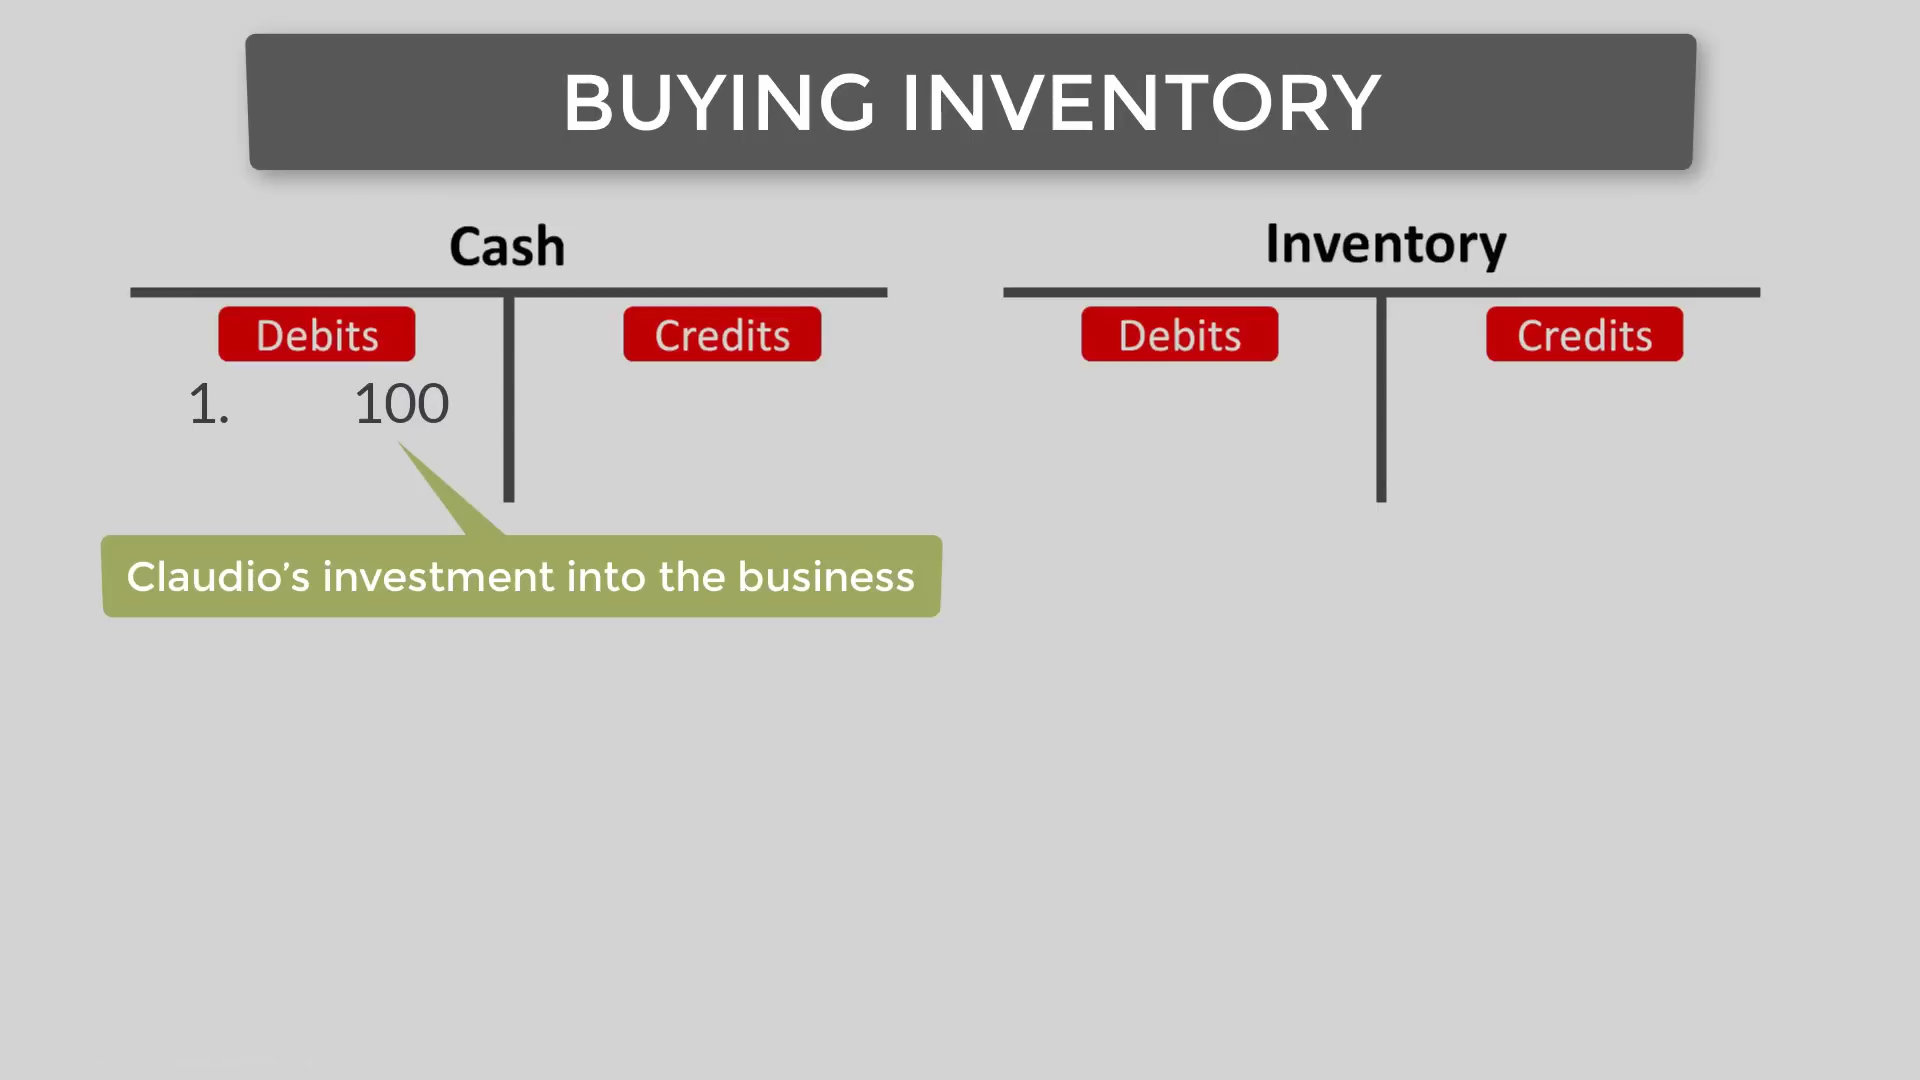 BUYING INVENTORY
Cash
Debits
Credits
1. 100
Claudio’s investment into the business
Inventory
Debits
Credits